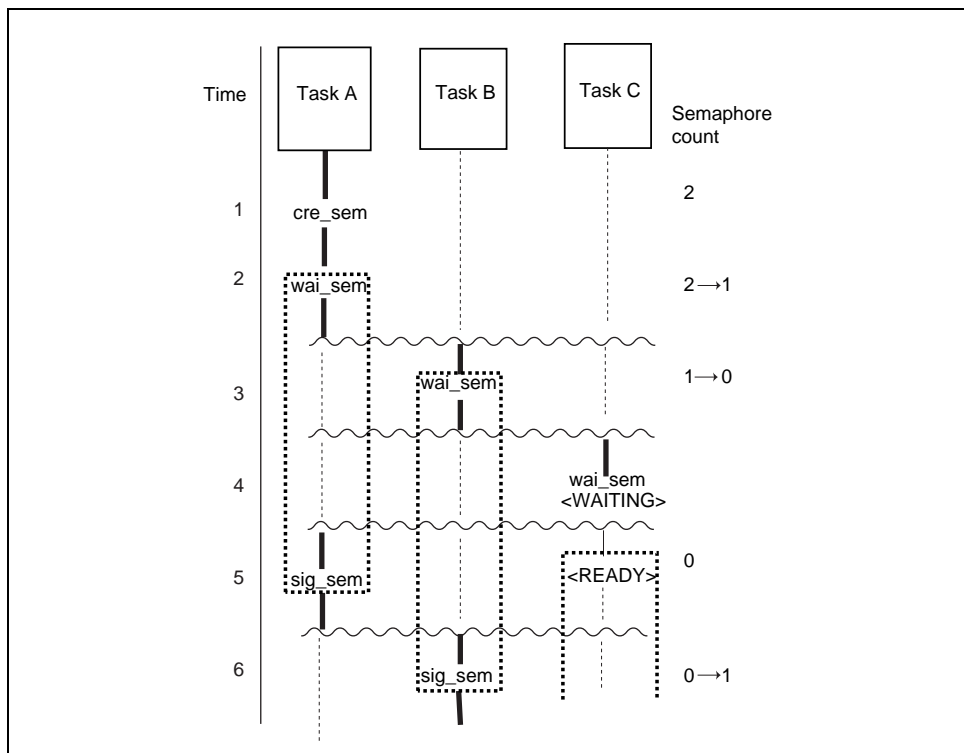 Time
Task A
Task B
Task C
Semaphore
count
1
cre_sem
2
2
wai_sem
2→1
3
wai_sem
1→0
4
wai_sem
<WAITING>
5
sig_sem
<READY>
0
6
sig_sem
0→1